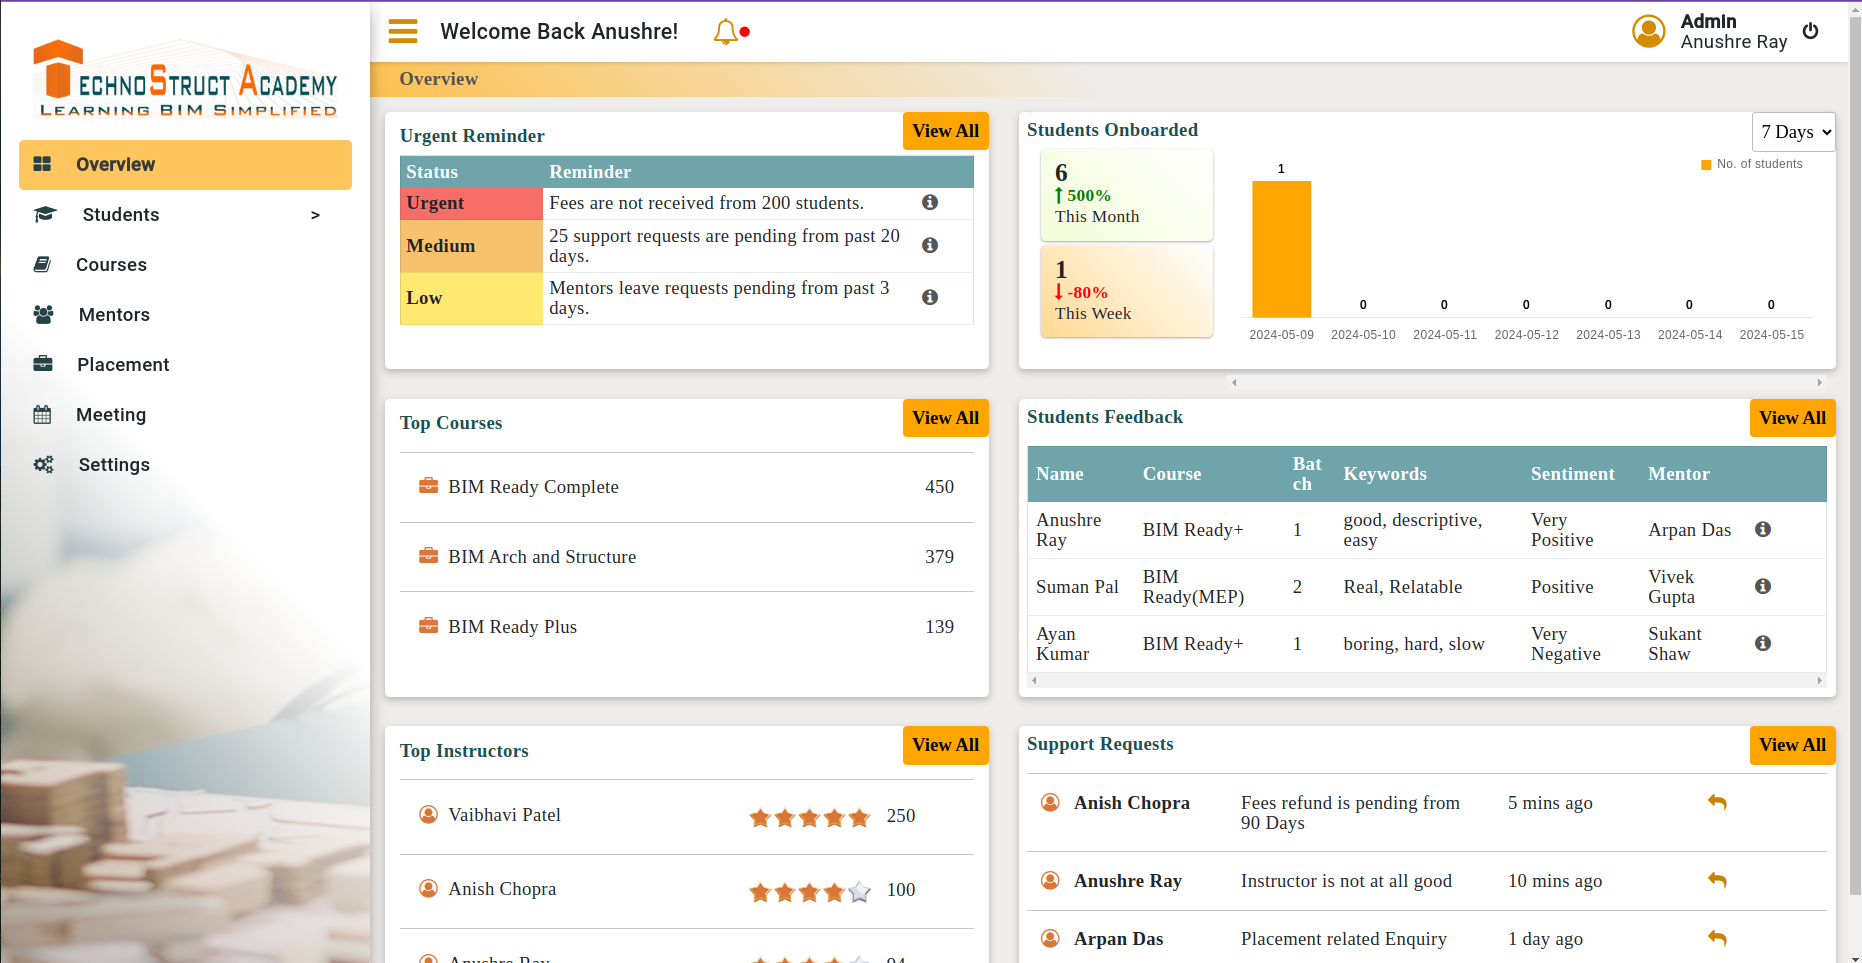 TECHNOSTRUCT ACADEMY
LEARNING BIM SIMPLIFIED
Overview
Students >
Courses
Mentors
Placement
Meeting
Settings
Welcome Back Anushre!
Admin
Anushre Ray
Overview
Urgent Reminder
View All
Status Reminder
Urgent Fees are not received from 200 students.
Medium 25 support requests are pending from past 20
days.
Low Mentors leave requests pending from past 3
days.
Students Onboarded
7 Days
6
500%
This Month
1
-80%
This Week
No. of students
1 0 0 0 0 0 0
2024-05-09 2024-05-10 2024-05-11 2024-05-12 2024-05-13 2024-05-14 2024-05-15
Top Courses
View All
BIM Ready Complete 450
BIM Arch and Structure 379
BIM Ready Plus 139
Students Feedback
View All
Name Course Bat
ch Keywords Sentiment Mentor
Anushre
Ray BIM Ready+ 1 good, descriptive,
easy Very
Positive Arpan Das
Suman Pal BIM
Ready(MEP) 2 Real, Relatable Positive Vivek
Gupta
Ayan
Kumar BIM Ready+ 1 boring, hard, slow Very
Negative Sukant
Shaw
Top Instructors
View All
Vaibhavi Patel 250
Anish Chopra 100
Anushre Ray 94
Support Requests
View All
Anish Chopra Fees refund is pending from
90 Days 5 mins ago
Anushre Ray Instructor is not at all good 10 mins ago
Arpan Das Placement related Enquiry 1 day ago